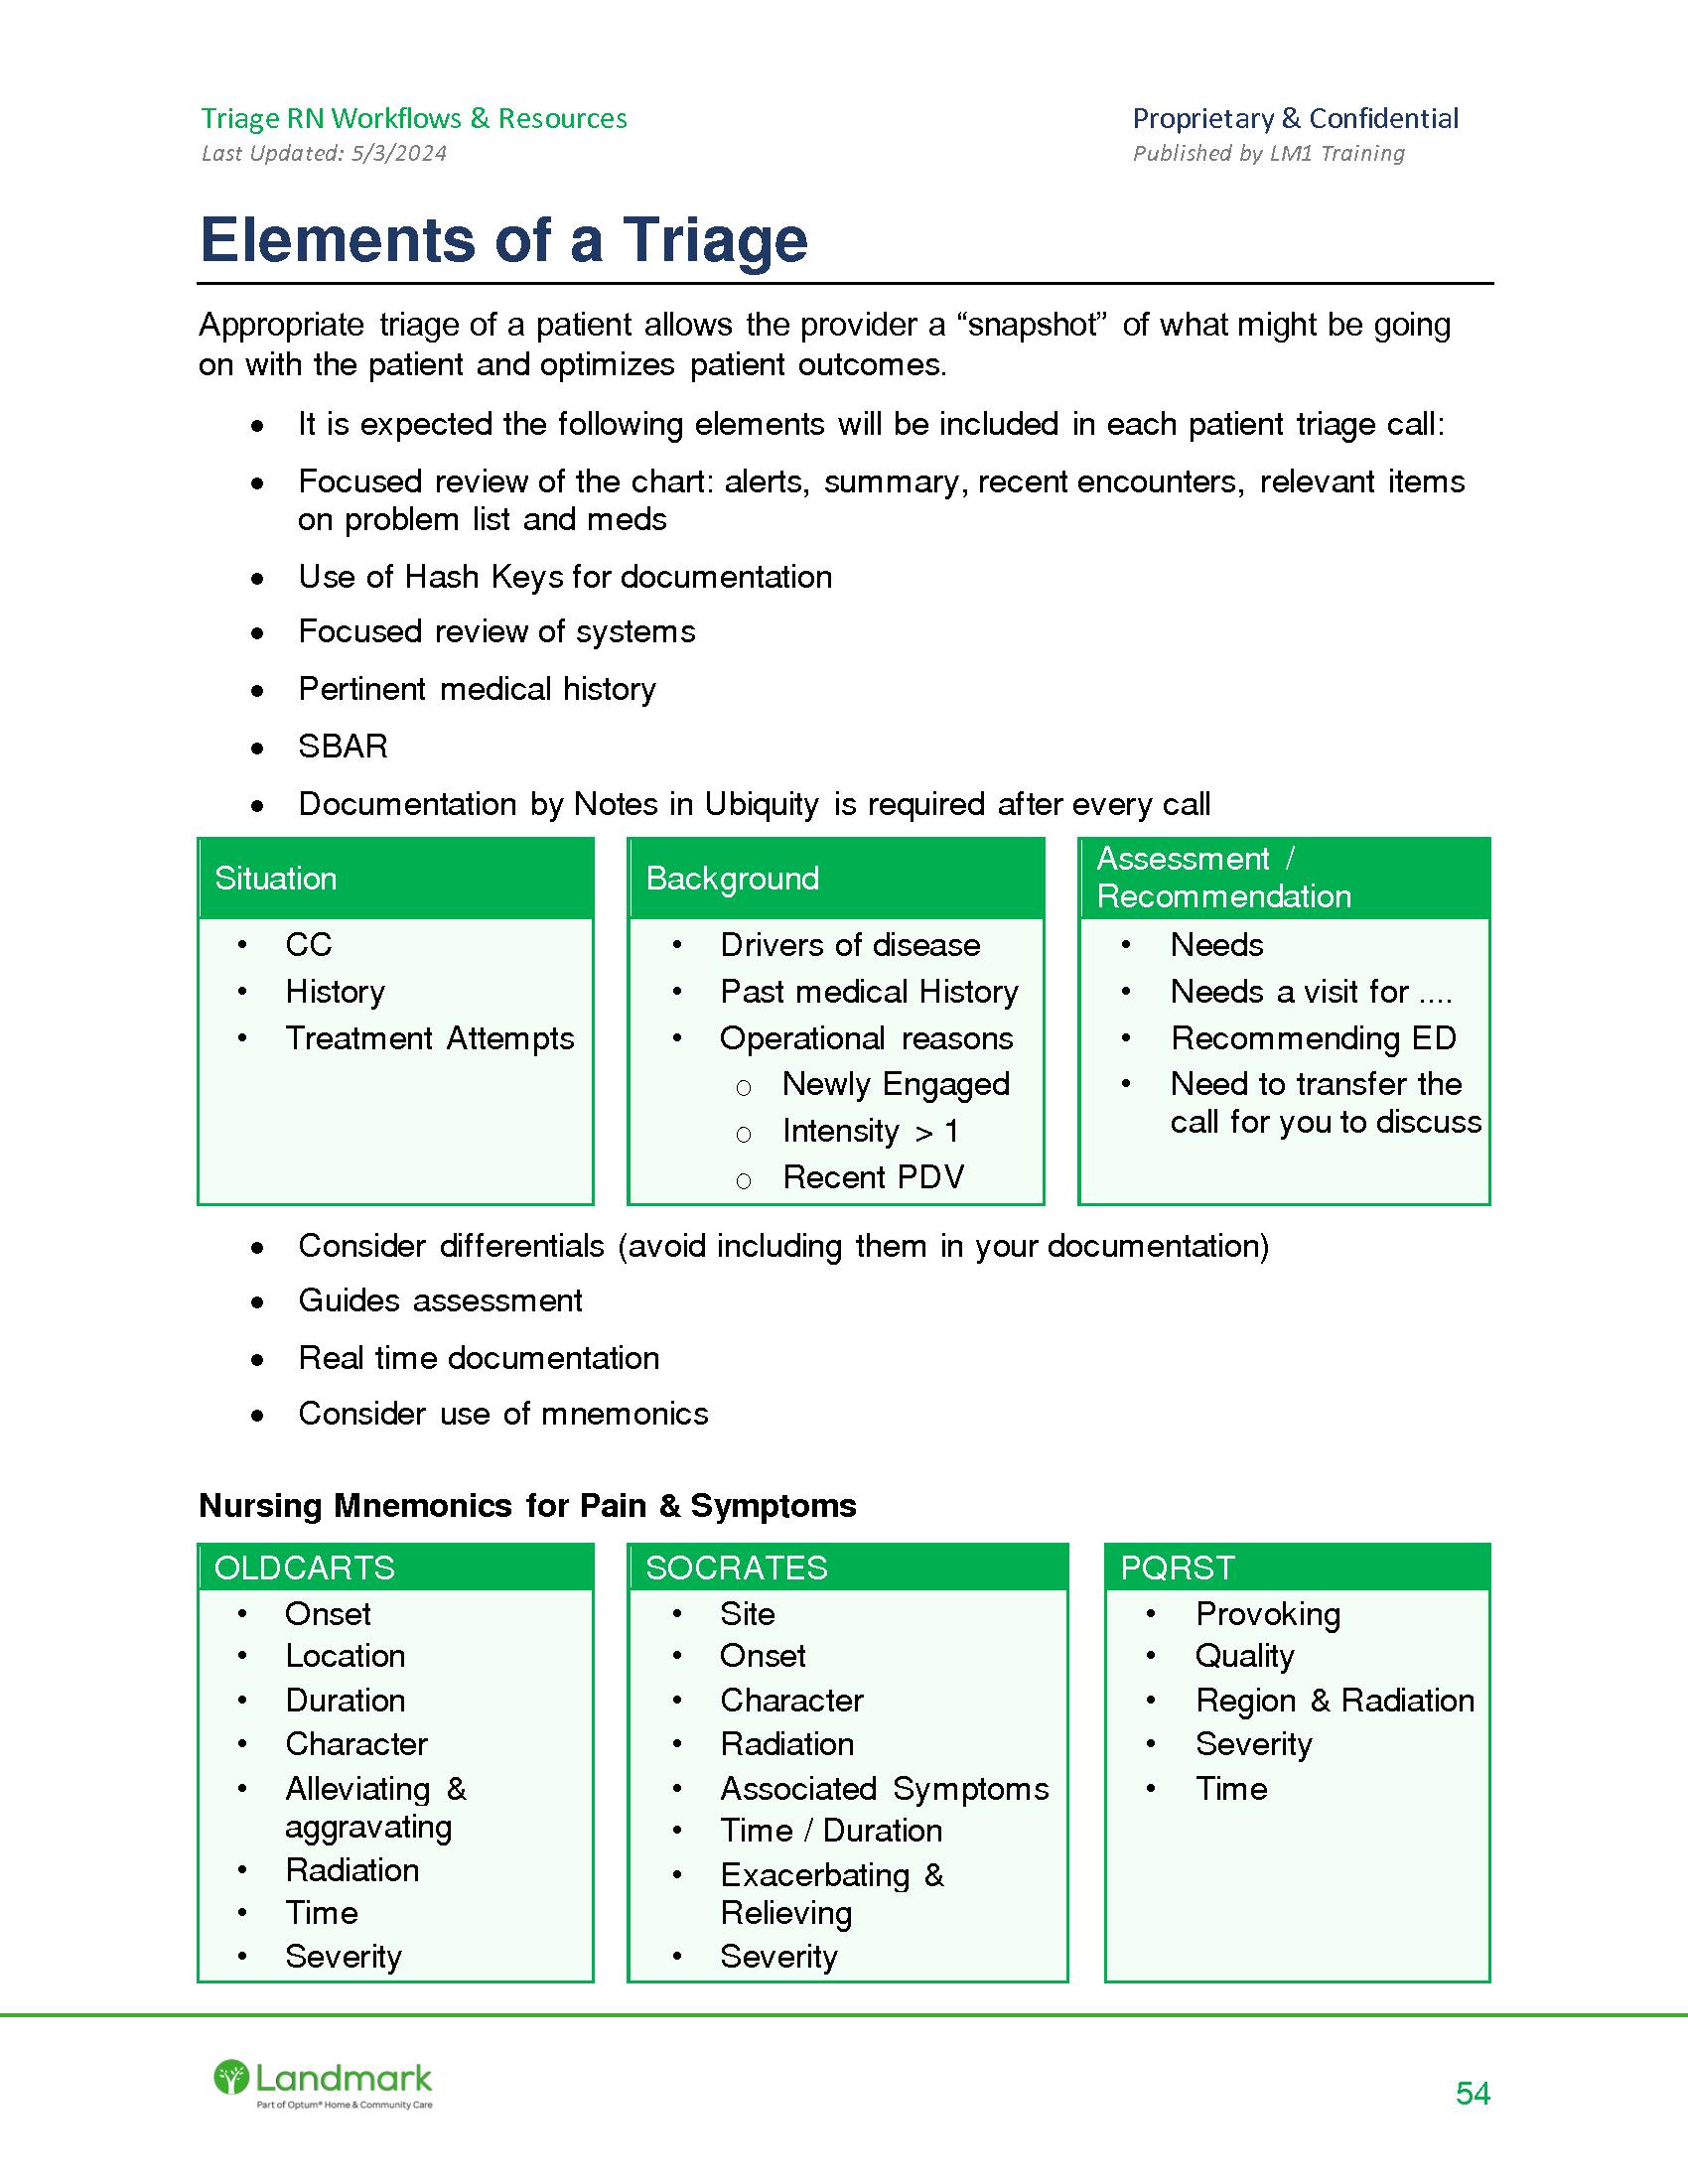 Triage RN Workflows & Resources
Proprietary & Confidential
Last Updated: 5/3/2024
Published by LM1 Training
Elements of a Triage
Appropriate triage of a patient allows the provider a “snapshot” of what might be going
on with the patient and optimizes patient outcomes.
• It is expected the following elements will be included in each patient triage call:
• Focused review of the chart: alerts, summary, recent encounters, relevant items
on problem list and meds
• Use of Hash Keys for documentation
• Focused review of systems
• Pertinent medical history
• SBAR
• Documentation by Notes in Ubiquity is required after every call
Situation
• CC
• History
• Treatment Attempts
Background
• Drivers of disease
• Past medical History
• Operational reasons
o Newly Engaged
o Intensity > 1
o Recent PDV
Assessment /
Recommendation
• Needs
• Needs a visit for ....
• Recommending ED
• Need to transfer the
call for you to discuss
• Consider differentials (avoid including them in your documentation)
• Guides assessment
• Real time documentation
• Consider use of mnemonics
Nursing Mnemonics for Pain & Symptoms
OLDCARTS
• Onset
• Location
• Duration
• Character
• Alleviating &
aggravating
• Radiation
• Time
• Severity
SOCRATES
• Site
• Onset
• Character
• Radiation
• Associated Symptoms
• Time / Duration
• Exacerbating &
Relieving
• Severity
PQRST
• Provoking
• Quality
• Region & Radiation
• Severity
• Time
Landmark
Part of Optum® Home & Community Care
54